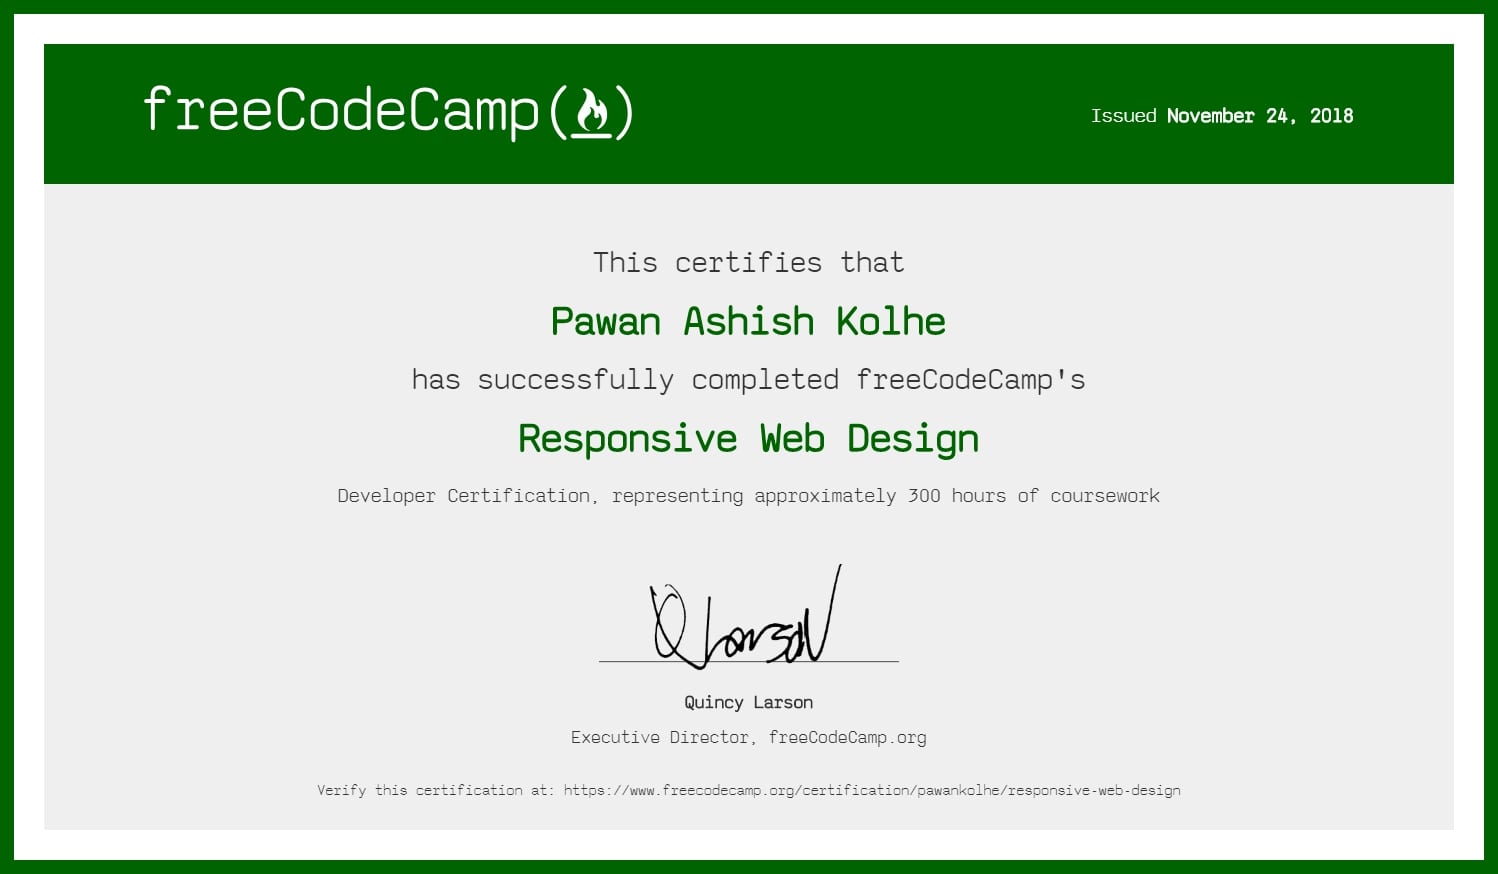 freeCodeCamp(🔥)
Issued November 24, 2018
This certifies that
Pawan Ashish Kolhe
has successfully completed freeCodeCamp's
Responsive Web Design
Developer Certification, representing approximately 300 hours of coursework
Q Larson
Quincy Larson
Executive Director, freeCodeCamp.org
Verify this certification at: https://www.freecodecamp.org/certification/pawankolhe/responsive-web-design